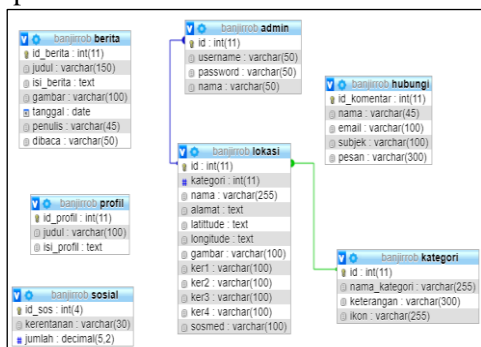 banjirrob berita
id_berita : int(11)
judul : varchar(150)
isi_berita : text
gambar : varchar(100)
tanggal : date
penulis : varchar(45)
dibaca : varchar(50)
banjirrob admin
id : int(11)
username : varchar(50)
password : varchar(50)
nama : varchar(50)
banjirrob hubungi
id_komentar : int(11)
nama : varchar(45)
email : varchar(100)
subjek : varchar(100)
pesan : varchar(300)
banjirrob lokasi
id : int(11)
kategori : int(11)
nama : varchar(255)
alamat : text
latittude : text
longitude : text
gambar : varchar(100)
ker1 : varchar(100)
ker2 : varchar(100)
ker3 : varchar(100)
ker4 : varchar(100)
sosmed : varchar(100)
banjirrob profil
id_profil : int(11)
judul : varchar(100)
isi_profil : text
banjirrob kategori
id : int(11)
nama_kategori : varchar(255)
keterangan : varchar(300)
ikon : varchar(255)
banjirrob sosial
id_sos : int(4)
kerentanan : varchar(30)
jumlah : decimal(5,2)